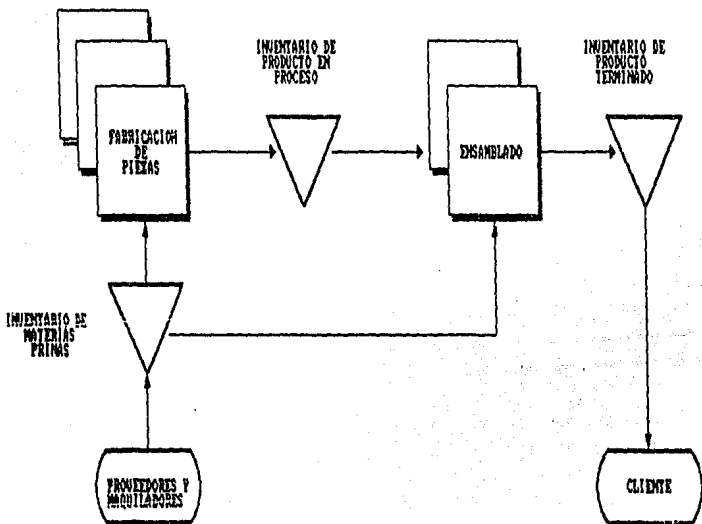 INVENTARIO DE
PRODUCTO EN
PROCESO
INVENTARIO DE
PRODUCTO
TERMINADO
FABRICACION
DE
PIEZAS
ENSAMBLADO
INVENTARIO DE
MATERIAS
PRIMAS
PROVEEDORES Y
MAQUILADORES
CLIENTE